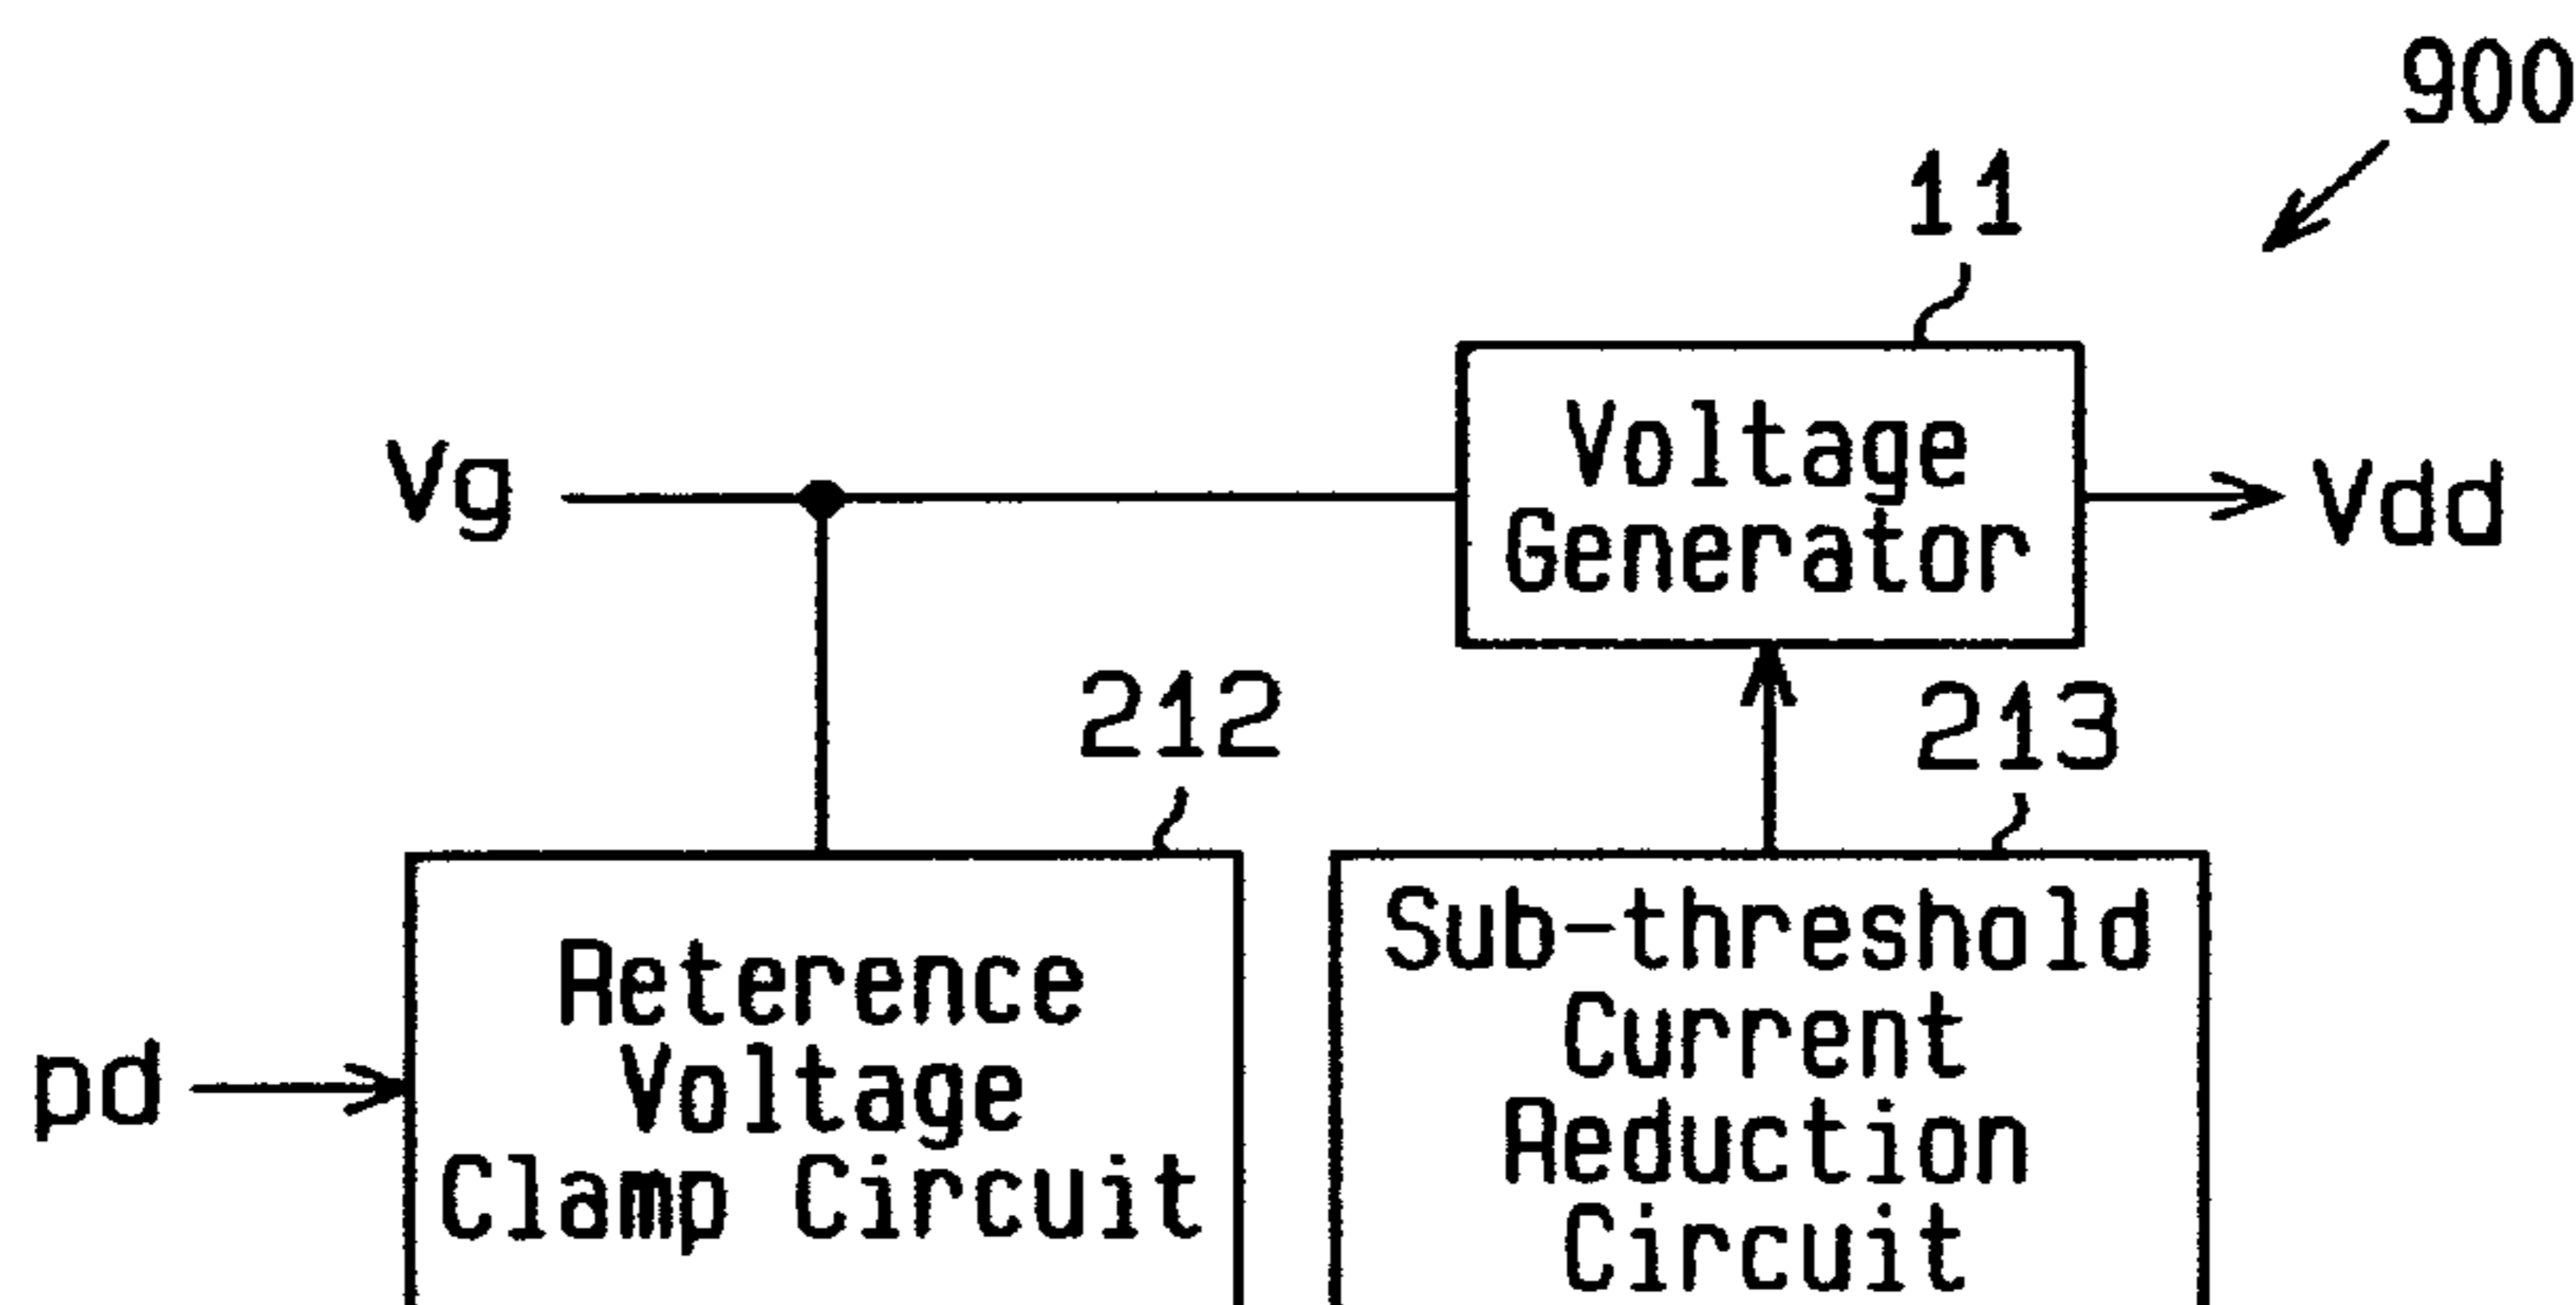 900
11
Vg
Voltage
Generator
Vdd
212
213
pd
Reterence
Voltage
Clamp Circuit
Sub-threshold
Current
Reduction
Circuit